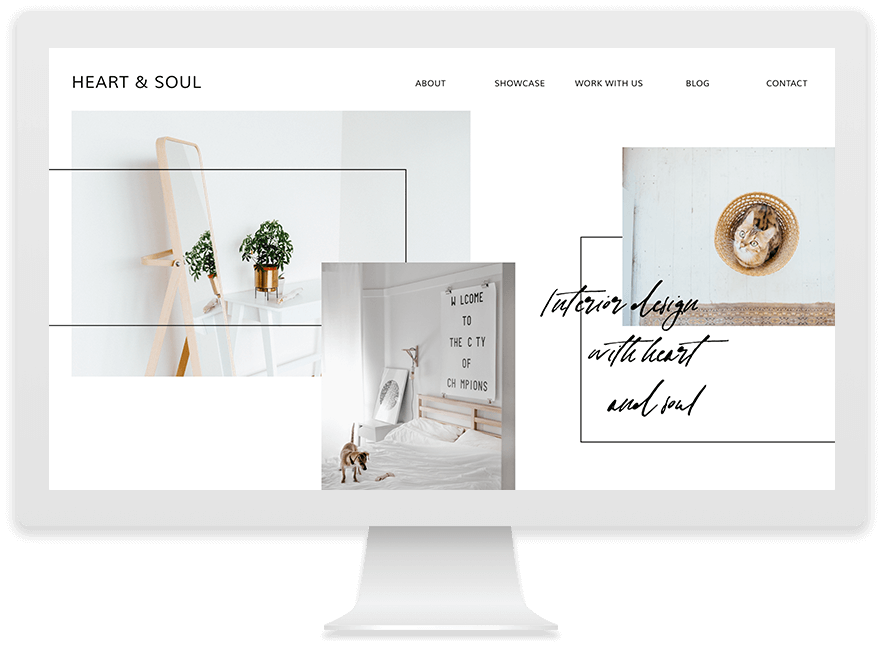 HEART & SOUL
ABOUT SHOWCASE WORK WITH US BLOG CONTACT
W LCOME
TO
THE C TY
OF
CH MPIONS
Interior design
with heart
and soul